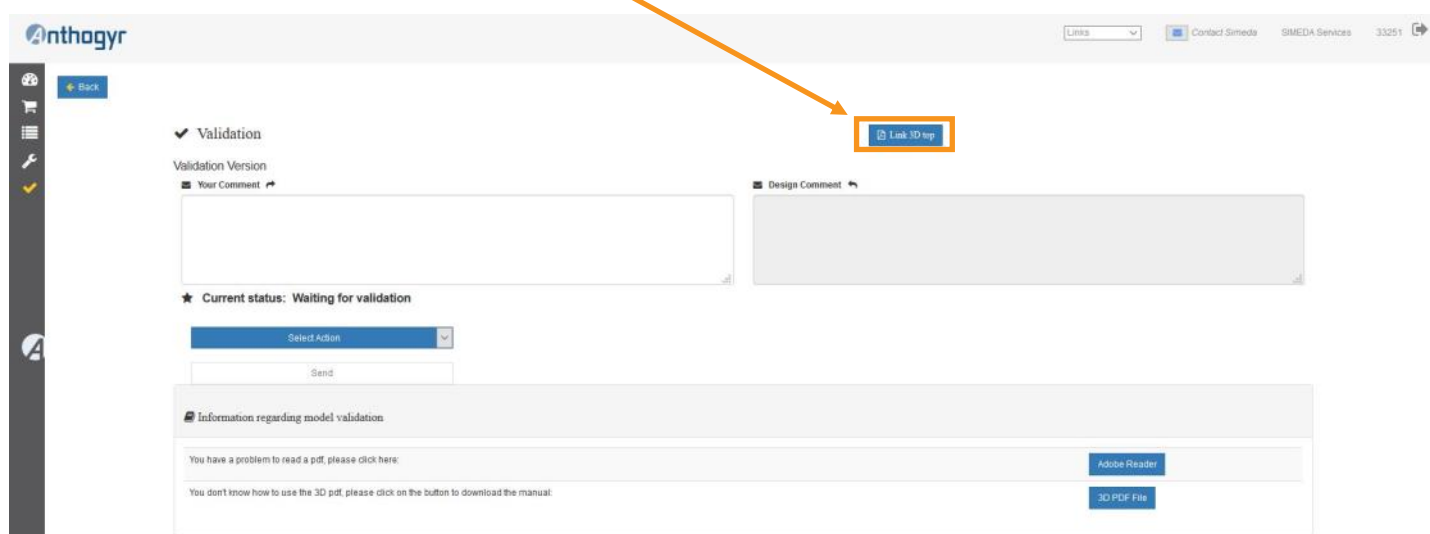 Anthogyr
Links
Contact Simeda
SIMEDA Services
33251
Back
Validation
Link 3D top
Validation Version
Your Comment
Design Comment
Current status: Waiting for validation
Select Action
Send
Information regarding model validation
You have a problem to read a pdf, please click here:
Adobe Reader
You don't know how to use the 3D pdf, please click on the button to download the manual:
3D PDF File